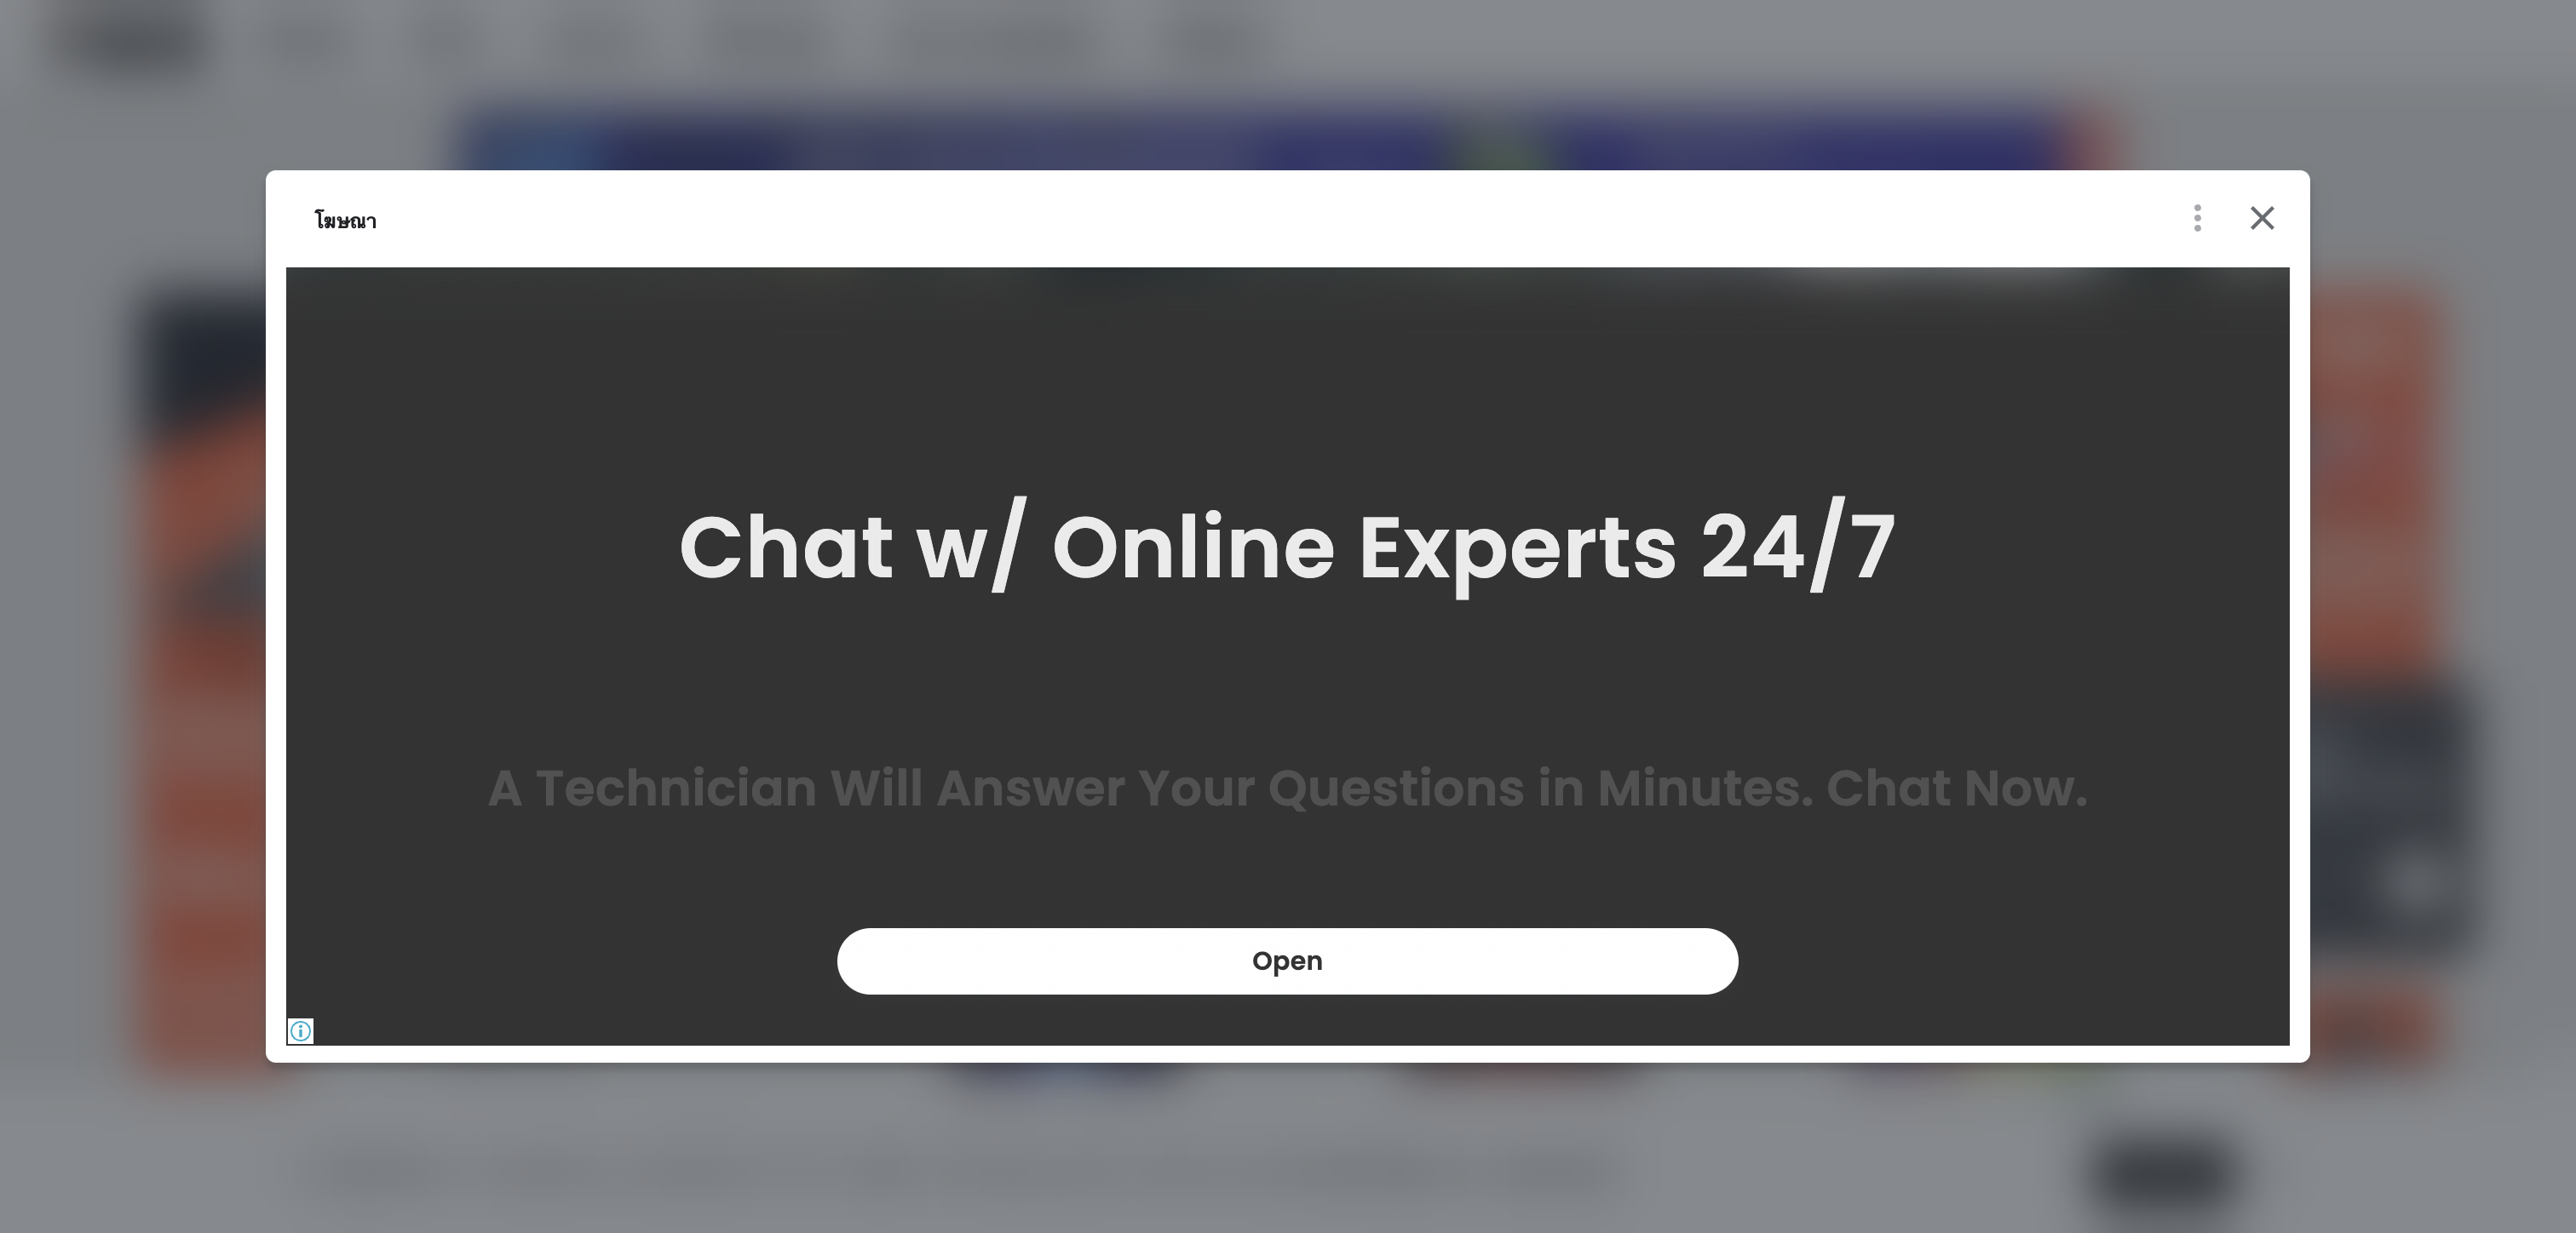 โฆษณา
Chat w/ Online Experts 24/7
A Technician Will Answer Your Questions in Minutes. Chat Now.
Open